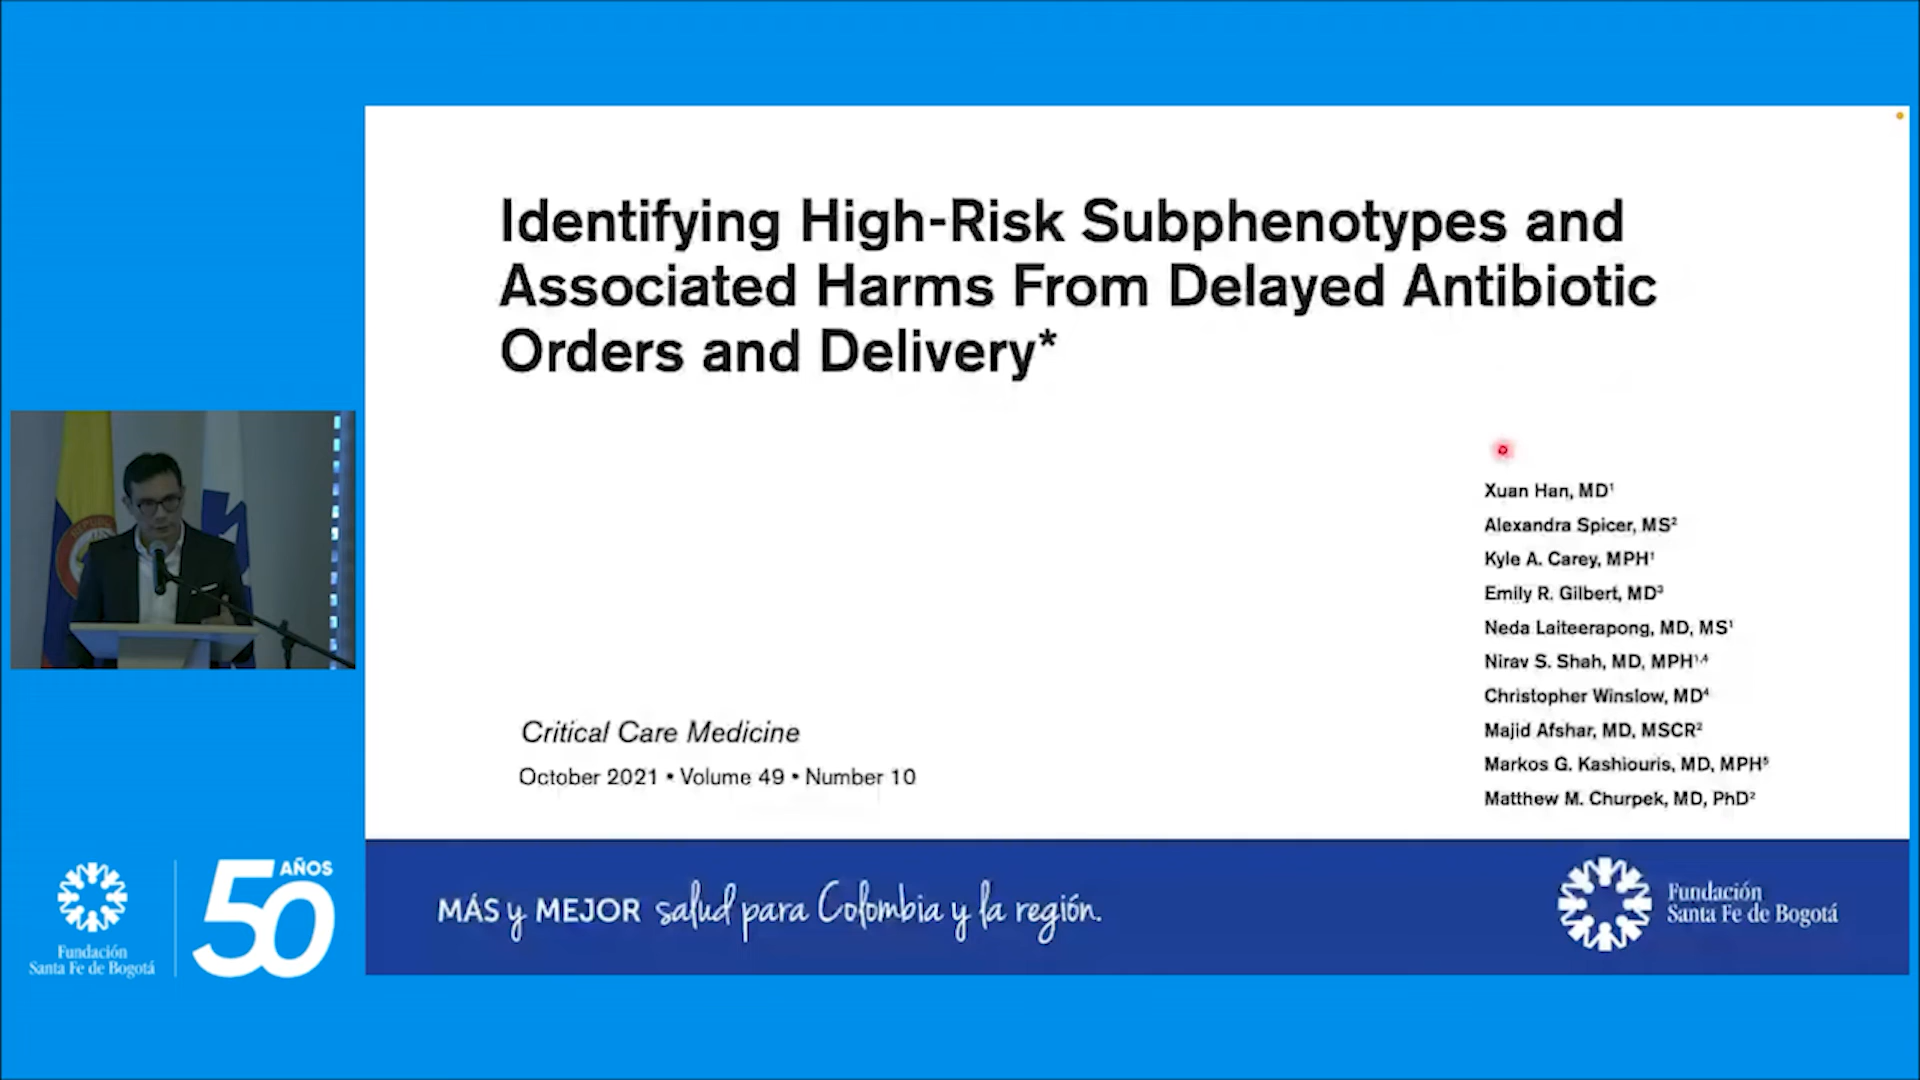 Identifying High-Risk Subphenotypes and
Associated Harms From Delayed Antibiotic
Orders and Delivery*
Xuan Han, MD¹
Alexandra Spicer, MS²
Kyle A. Carey, MPH¹
Emily R. Gilbert, MD³
Neda Laiteerapong, MD, MS¹
Nirav S. Shah, MD, MPH¹,⁴
Christopher Winslow, MD⁴
Majid Afshar, MD, MSCR²
Markos G. Kashiouris, MD, MPH⁵
Matthew M. Churpek, MD, PhD²
Critical Care Medicine
October 2021 • Volume 49 • Number 10
MÁS y MEJOR salud para Colombia y la región.
Fundación
Santa Fe de Bogotá
Fundación
Santa Fe de Bogotá
50 AÑOS